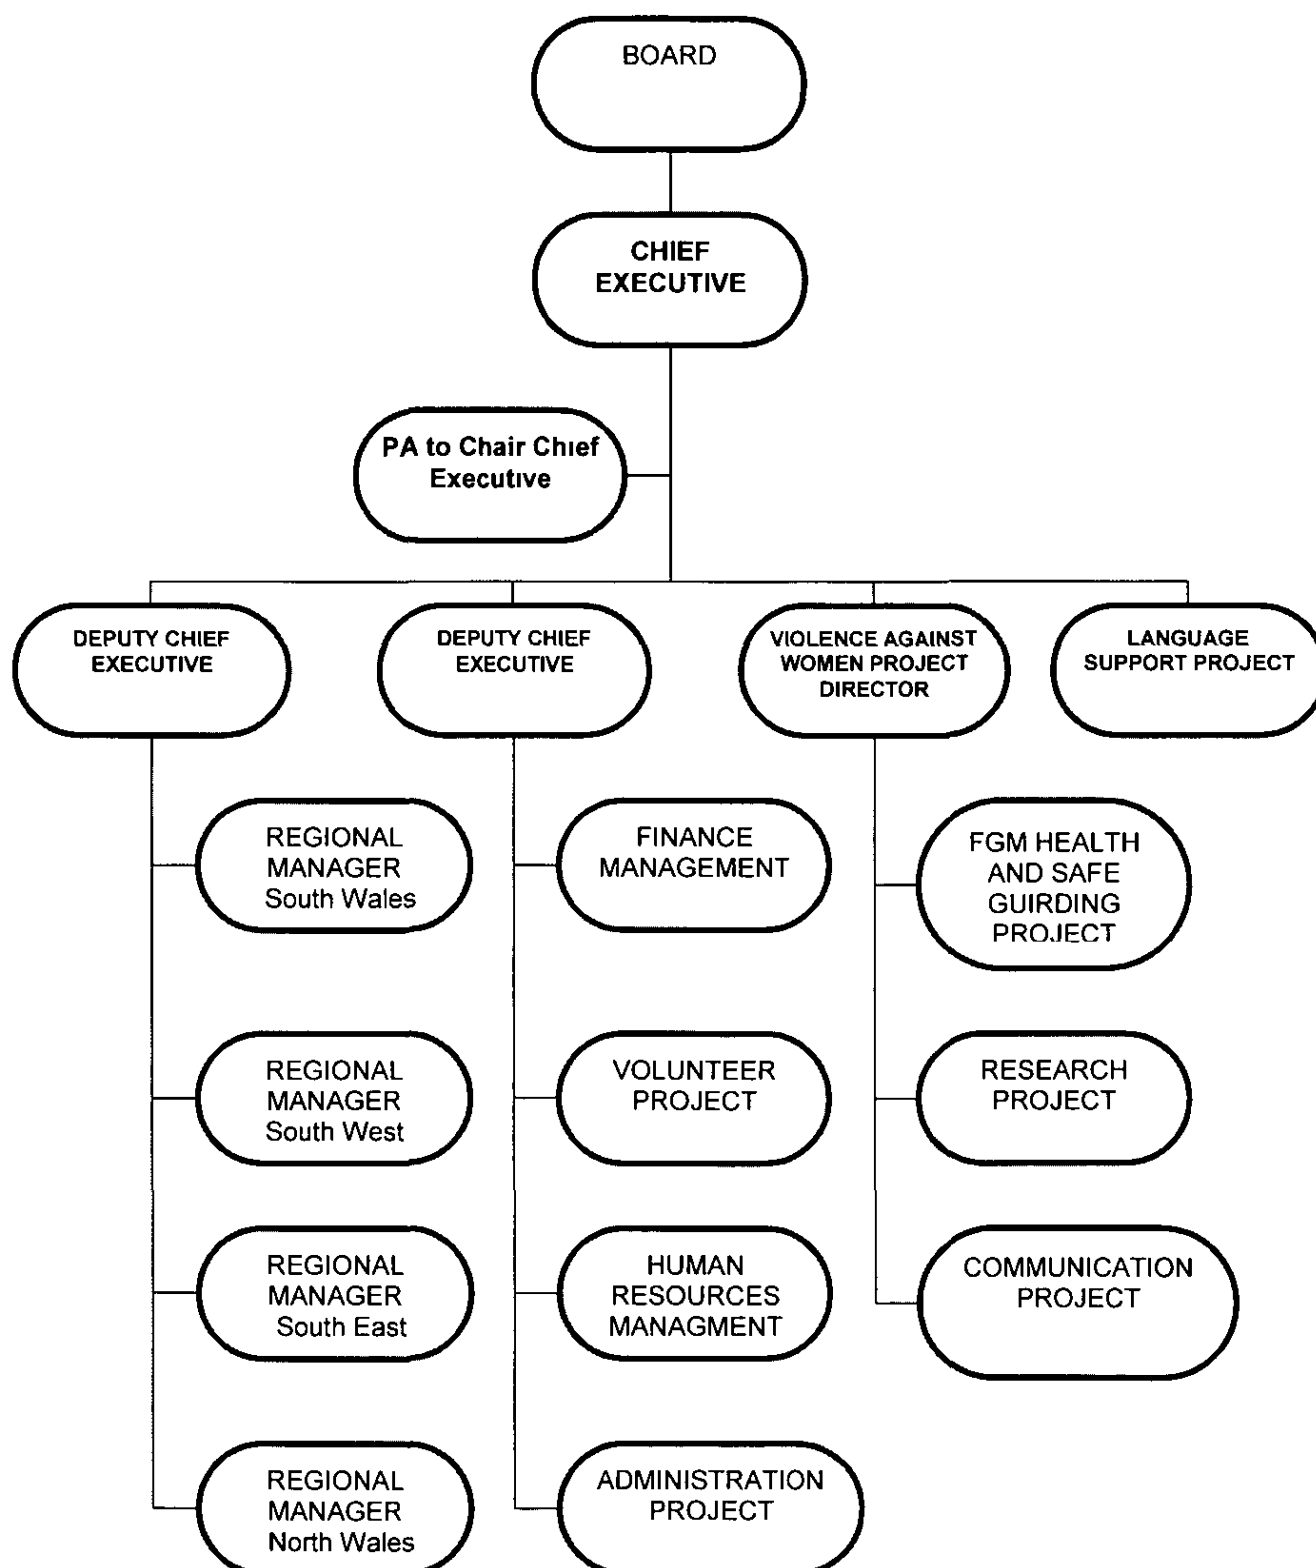 BOARD
CHIEF
EXECUTIVE
PA to Chair Chief
Executive
DEPUTY CHIEF
EXECUTIVE
DEPUTY CHIEF
EXECUTIVE
VIOLENCE AGAINST
WOMEN PROJECT
DIRECTOR
LANGUAGE
SUPPORT PROJECT
REGIONAL
MANAGER
South Wales
FINANCE
MANAGEMENT
FGM HEALTH
AND SAFE
GUIRDING
PROJECT
REGIONAL
MANAGER
South West
VOLUNTEER
PROJECT
RESEARCH
PROJECT
REGIONAL
MANAGER
South East
HUMAN
RESOURCES
MANAGMENT
COMMUNICATION
PROJECT
REGIONAL
MANAGER
North Wales
ADMINISTRATION
PROJECT